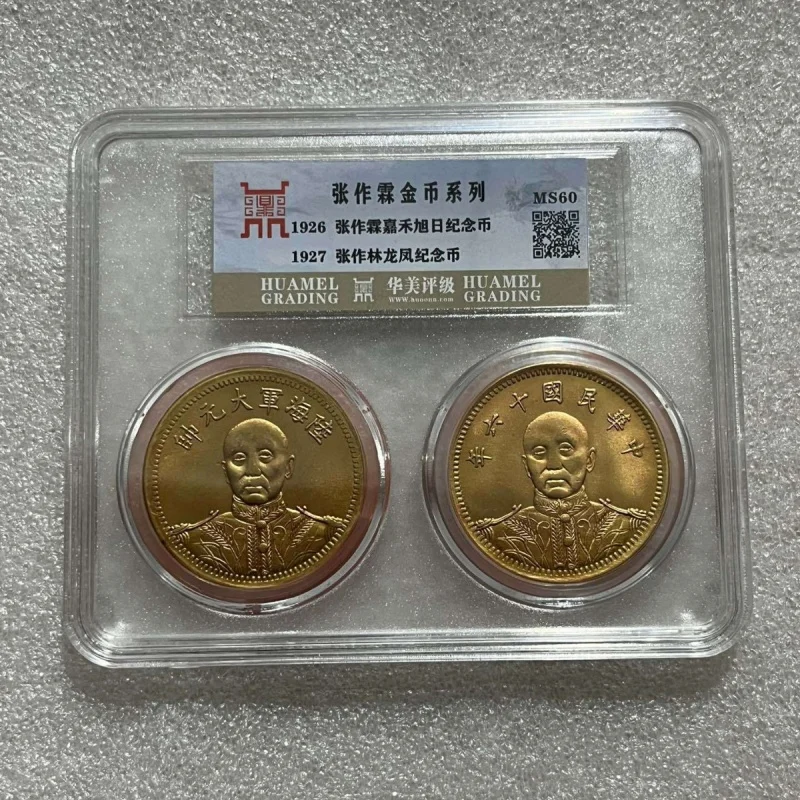 张作霖金币系列
MS60
1926 张作霖嘉禾旭日纪念币
1927 张作林龙凤纪念币
HUAMEL GRADING
华美评级
HUAMEL GRADING
帥元大軍海陸
年六十國民華中